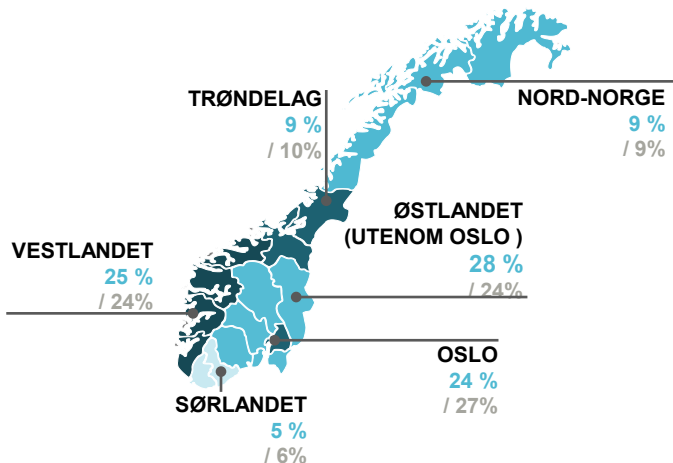 TRØNDELAG
9 %
/ 10%
NORD-NORGE
9 %
/ 9%
ØSTLANDET
(UTENOM OSLO )
28 %
/ 24%
VESTLANDET
25 %
/ 24%
OSLO
24 %
/ 27%
SØRLANDET
5 %
/ 6%